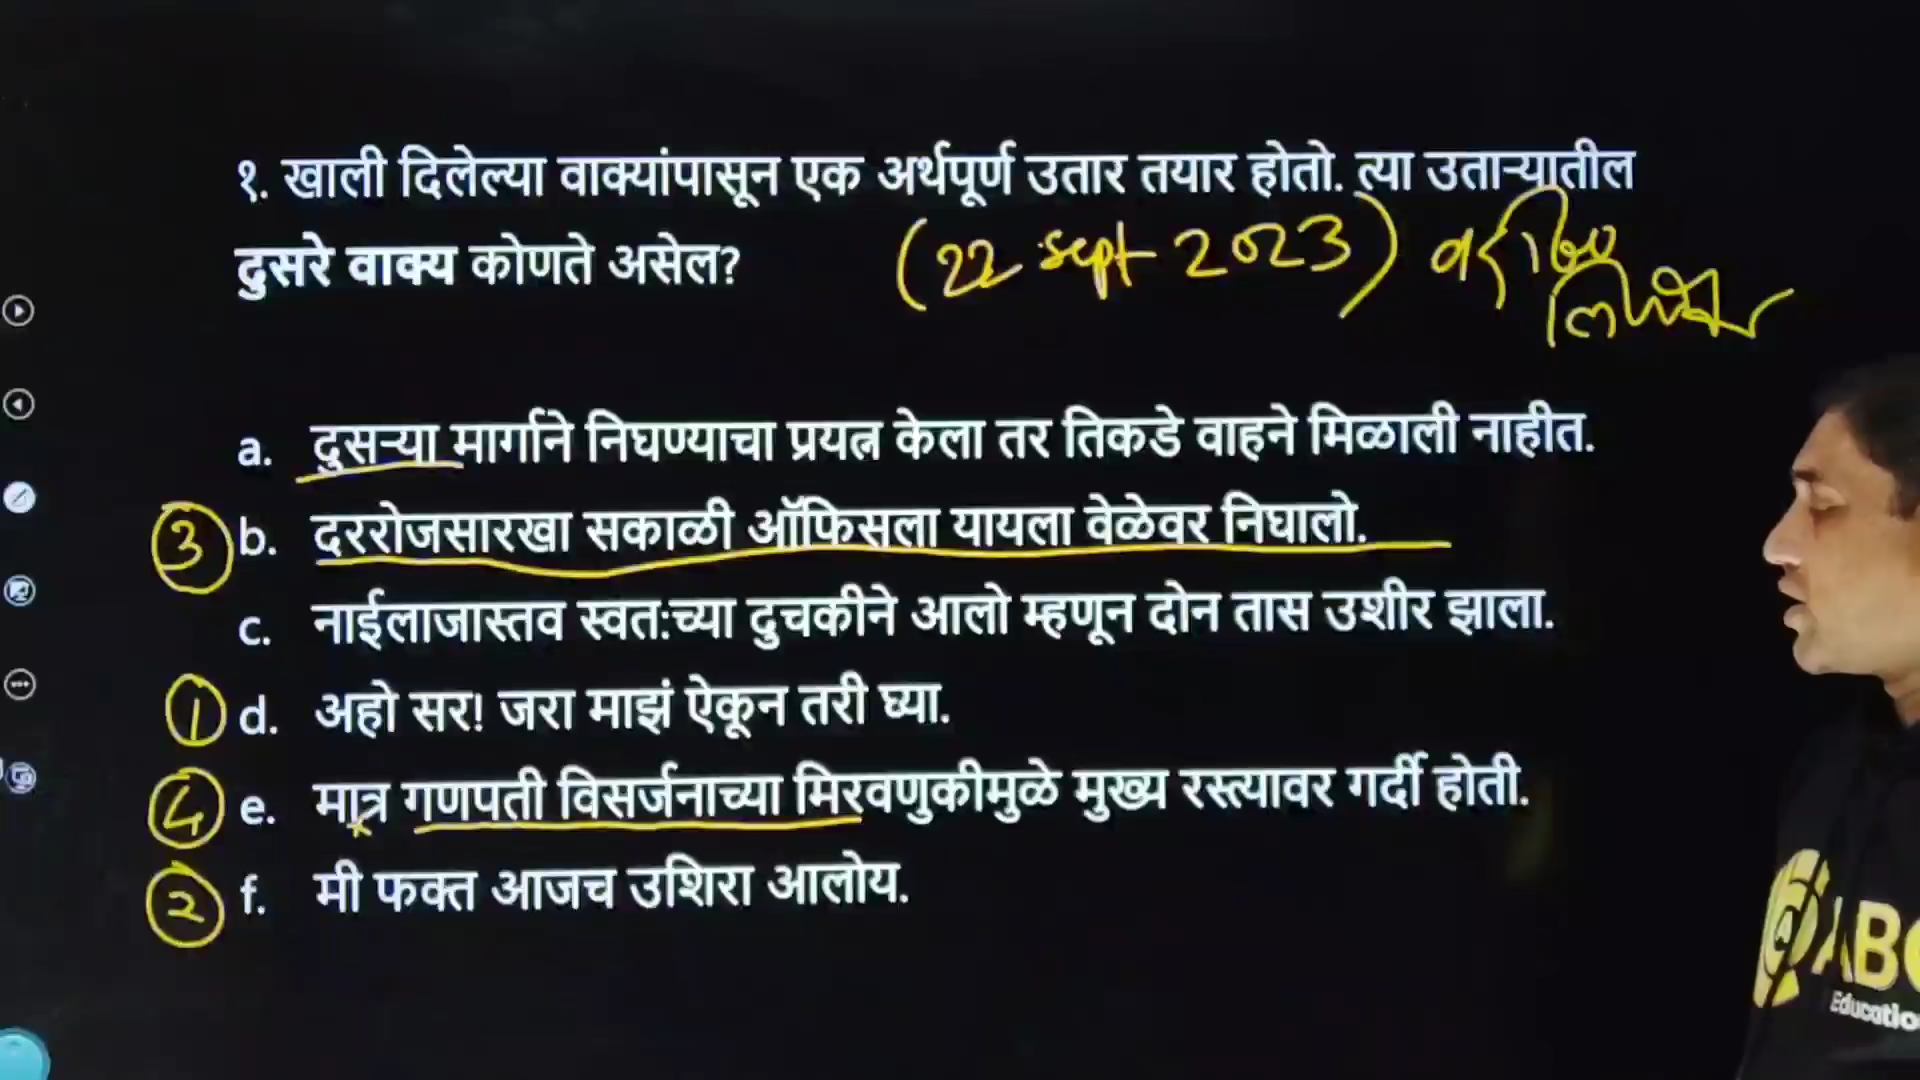 १. खाली दिलेल्या वाक्यांपासून एक अर्थपूर्ण उतार तयार होतो. त्या उताऱ्यातील
दुसरे वाक्य कोणते असेल?
(22 sept 2023)
a. दुसऱ्या मार्गाने निघण्याचा प्रयत्न केला तर तिकडे वाहने मिळाली नाहीत.
3 b. दररोजसारखा सकाळी ऑफिसला यायला वेळेवर निघालो.
c. नाईलाजास्तव स्वत:च्या दुचकीने आलो म्हणून दोन तास उशीर झाला.
1 d. अहो सर! जरा माझं ऐकून तरी घ्या.
4 e. मात्र गणपती विसर्जनाच्या मिरवणुकीमुळे मुख्य रस्त्यावर गर्दी होती.
2 f. मी फक्त आजच उशिरा आलोय.